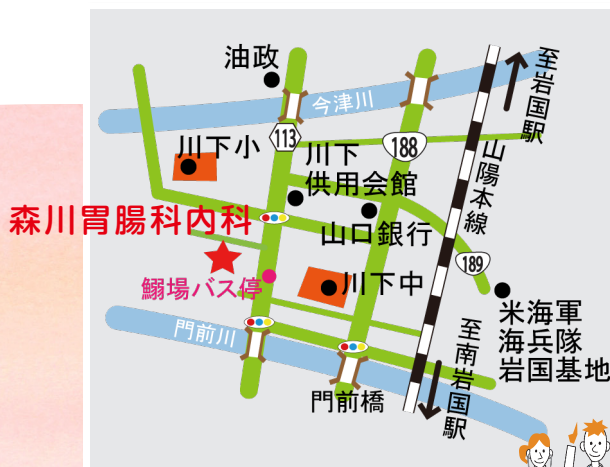 油政
今津川
至岩国駅
113
188
川下小
川下
供用会館
山陽本線
森川胃腸科内科
山口銀行
189
鰯場バス停
川下中
米海軍
海兵隊
岩国基地
門前川
至南岩国駅
門前橋